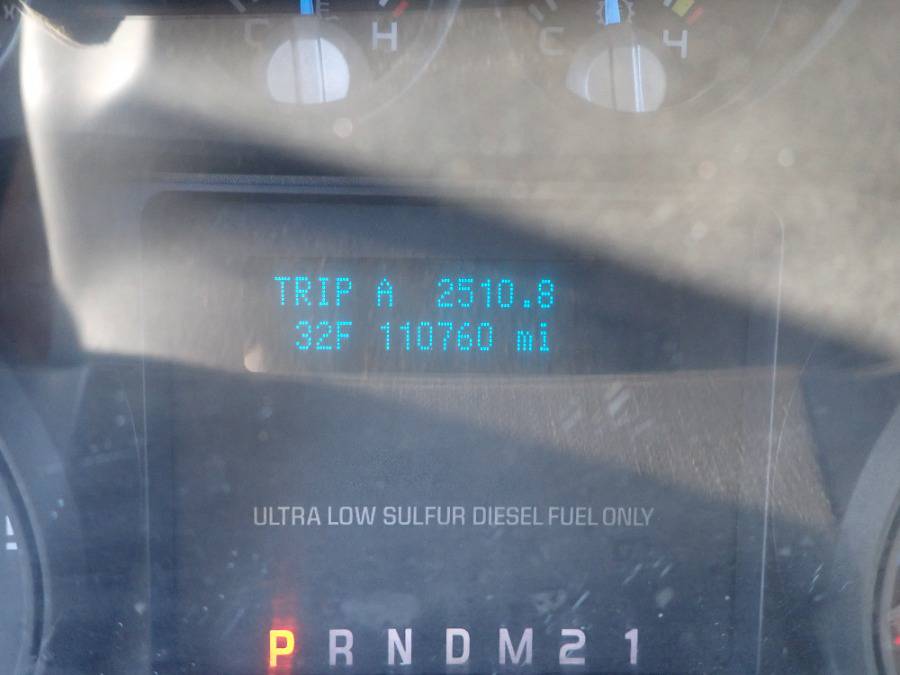 C H C H
TRIP A 2510.8
32F 110760 mi
ULTRA LOW SULFUR DIESEL FUEL ONLY
P R N D M 2 1